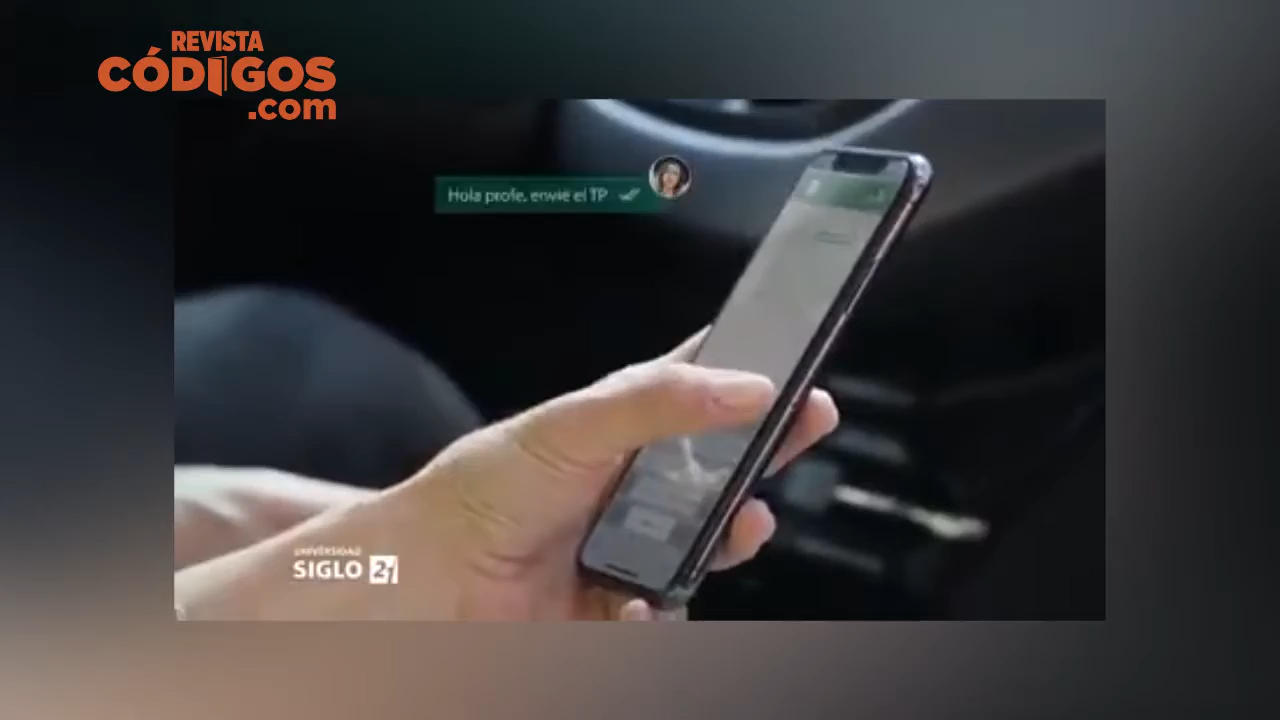 REVISTA
CÓDIGOS
.com
Hola profe, envié el TP
UNIVERSIDAD
SIGLO 21